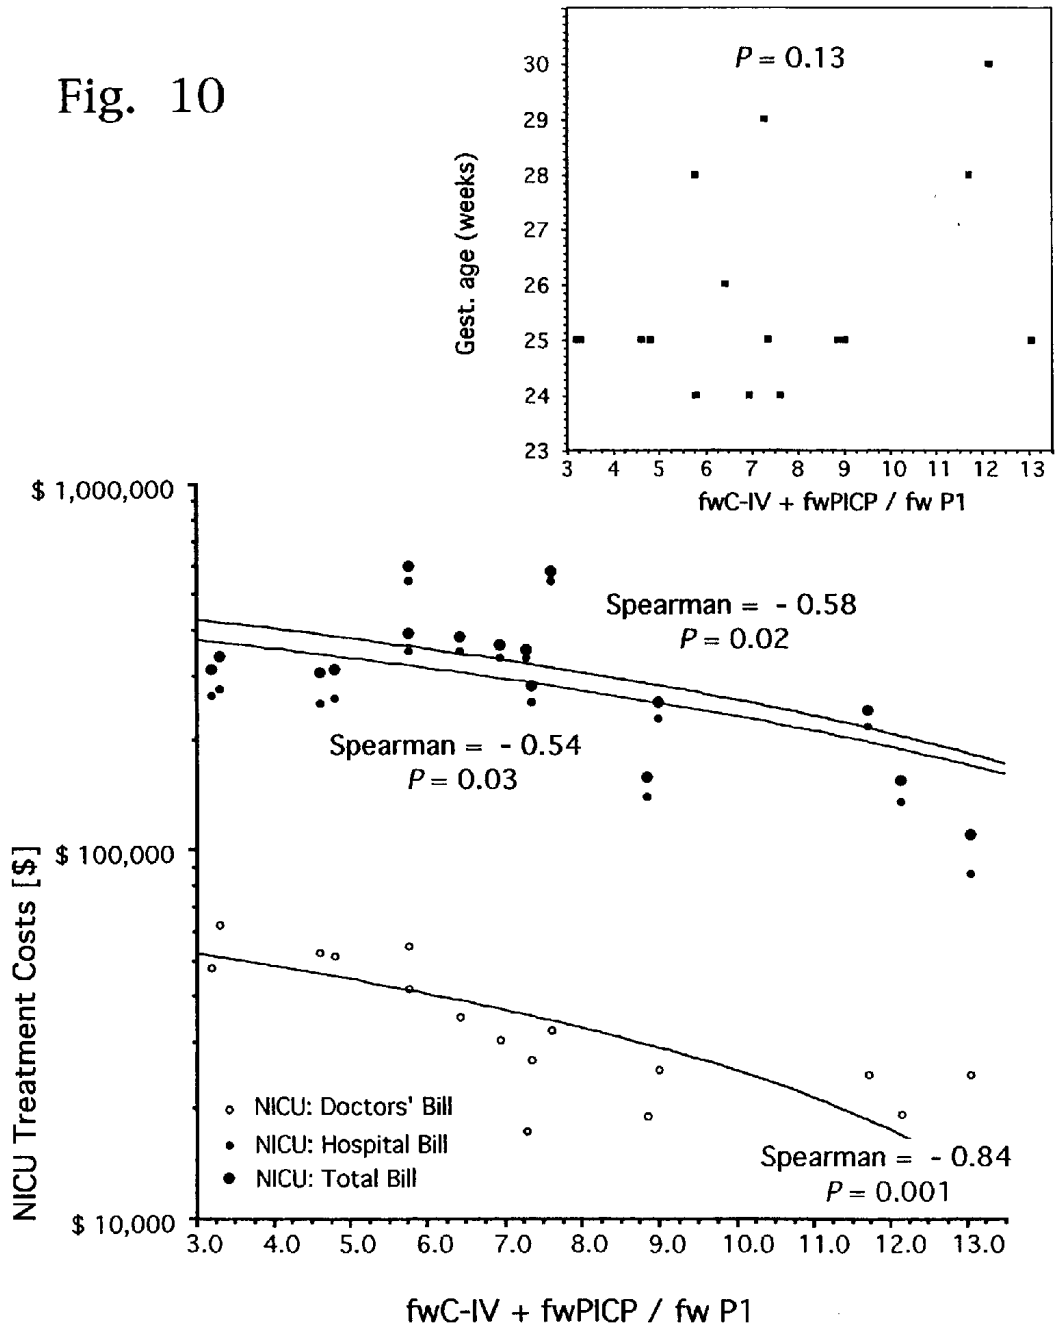 Fig. 10
P = 0.13
Gest. age (weeks)
30
29
28
27
26
25
24
23
3 4 5 6 7 8 9 10 11 12 13
fwC-IV + fwPICP / fw P1
NICU Treatment Costs [$]
$ 1,000,000
$ 100,000
$ 10,000
Spearman = - 0.58
P = 0.02
Spearman = - 0.54
P = 0.03
NICU: Doctors' Bill
NICU: Hospital Bill
NICU: Total Bill
Spearman = - 0.84
P = 0.001
3.0 4.0 5.0 6.0 7.0 8.0 9.0 10.0 11.0 12.0 13.0
fwC-IV + fwPICP / fw P1